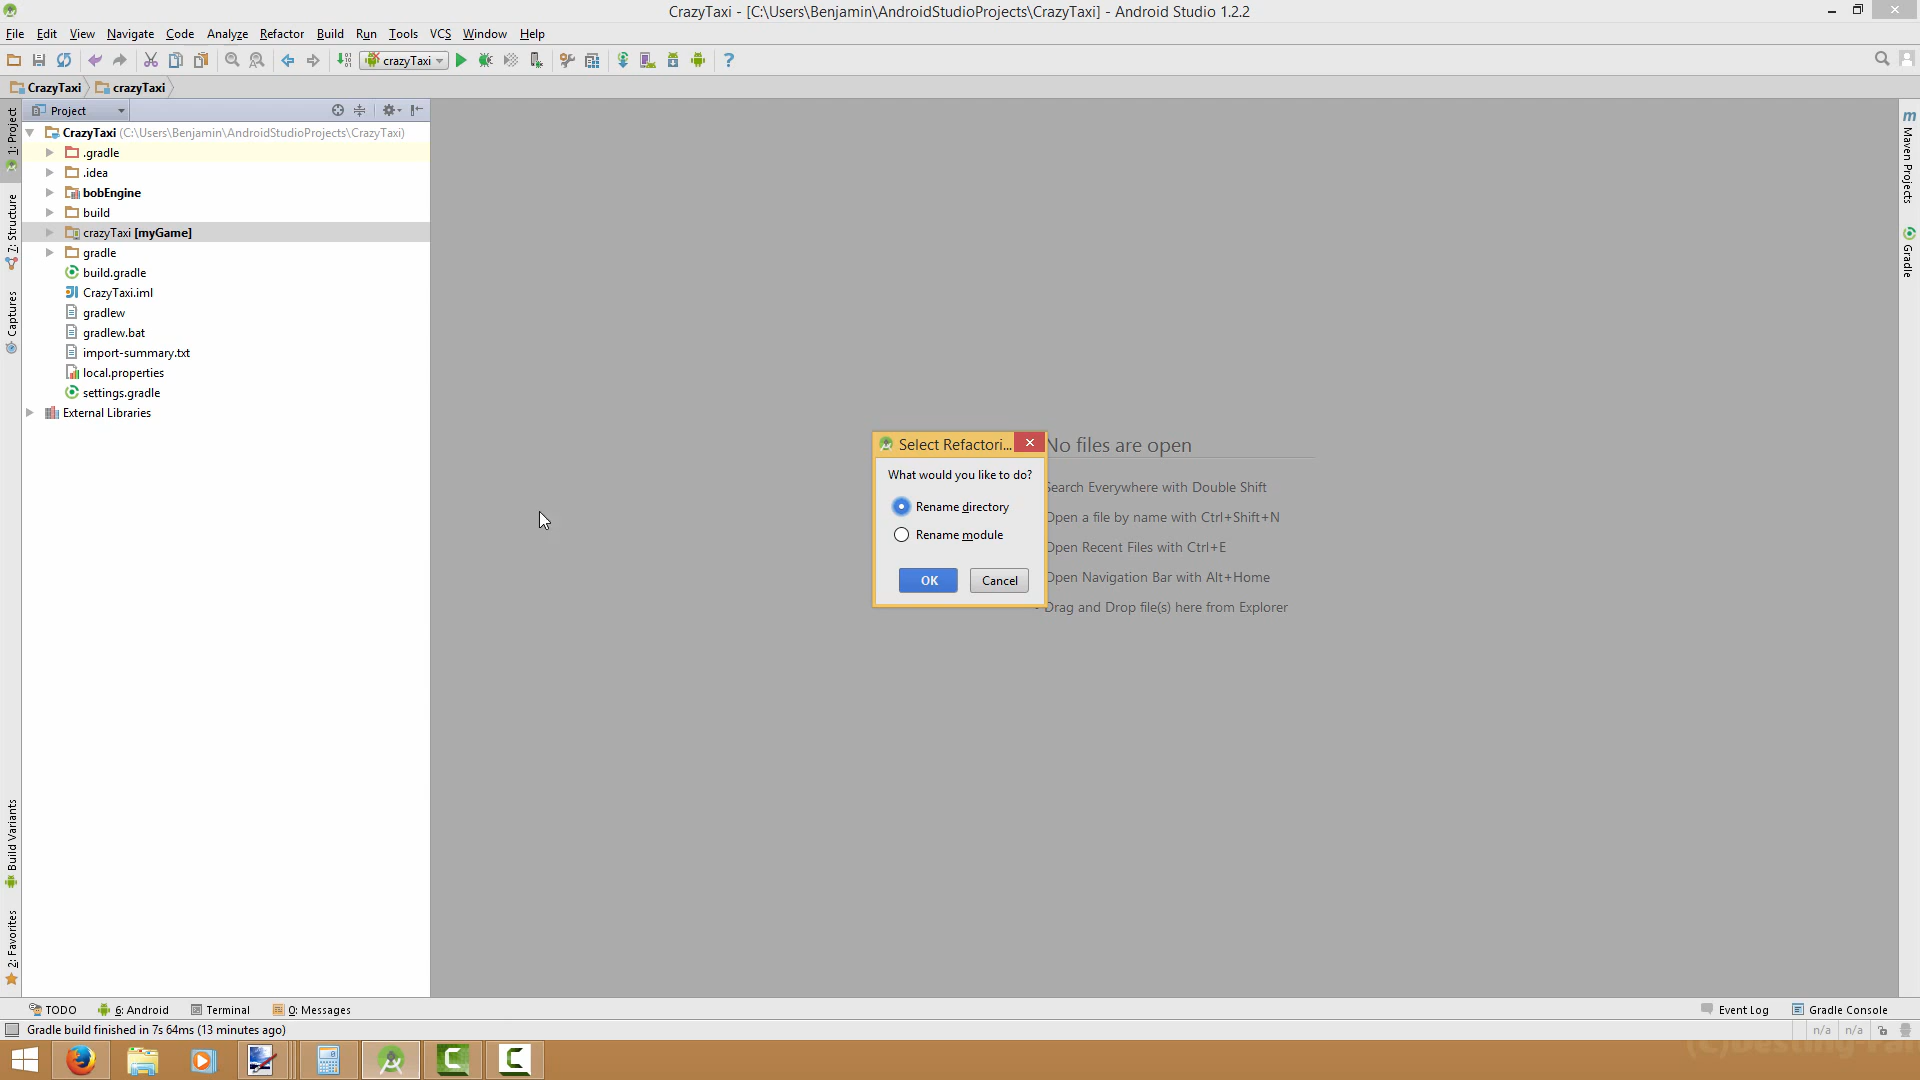 CrazyTaxi - [C:\Users\Benjamin\AndroidStudioProjects\CrazyTaxi] - Android Studio 1.2.2
File Edit View Navigate Code Analyze Refactor Build Run Tools VCS Window Help
crazyTaxi
CrazyTaxi crazyTaxi
1: Project
7: Structure
Captures
Build Variants
2: Favorites
Project
CrazyTaxi (C:\Users\Benjamin\AndroidStudioProjects\CrazyTaxi)
.gradle
.idea
bobEngine
build
crazyTaxi [myGame]
gradle
build.gradle
CrazyTaxi.iml
gradlew
gradlew.bat
import-summary.txt
local.properties
settings.gradle
External Libraries
Select Refactori...
What would you like to do?
Rename directory
Rename module
OK Cancel
No files are open
Search Everywhere with Double Shift
Open a file by name with Ctrl+Shift+N
Open Recent Files with Ctrl+E
Open Navigation Bar with Alt+Home
Drag and Drop file(s) here from Explorer
Maven Projects
Gradle
TODO 6: Android Terminal 0: Messages Event Log Gradle Console
Gradle build finished in 7s 64ms (13 minutes ago) n/a n/a